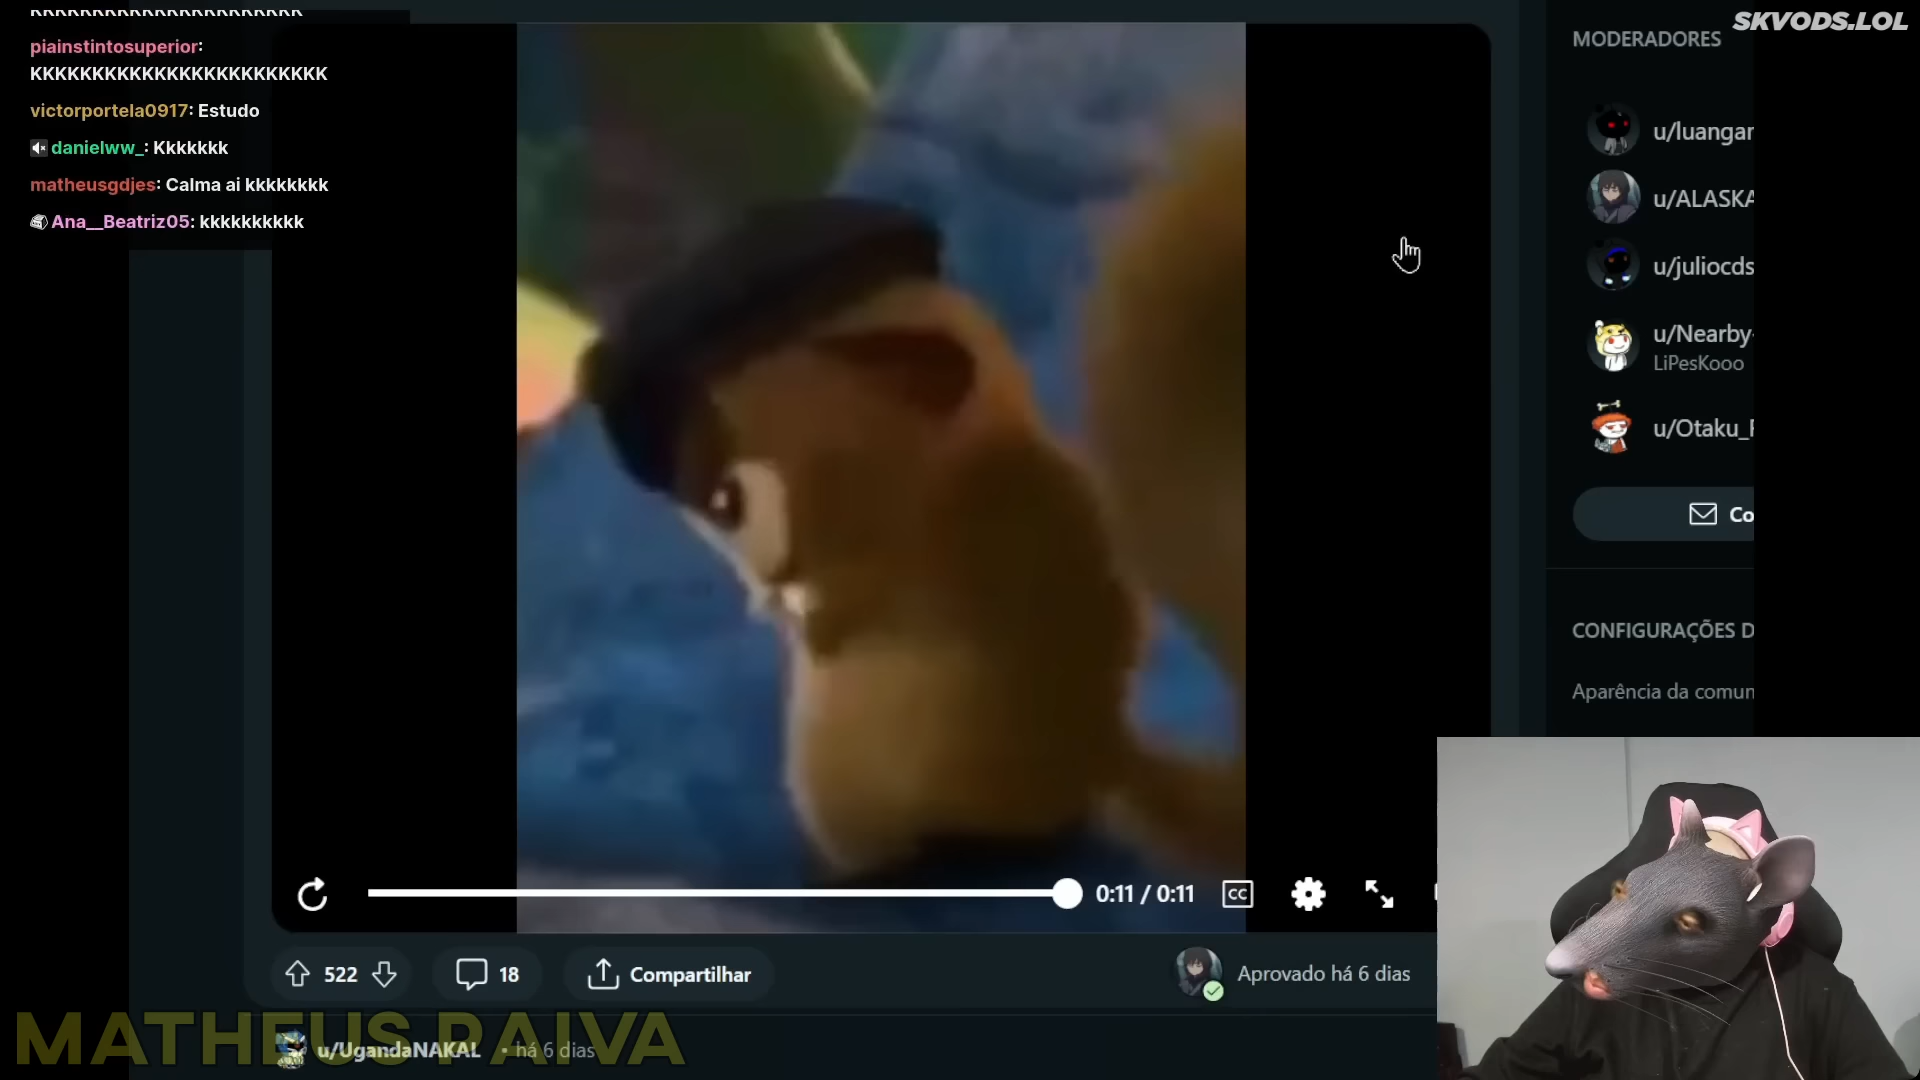 KKKKKKKKKKKKKKKKKKKKKK
SKVODS.LOL
piainstintosuperior:
KKKKKKKKKKKKKKKKKKKKKKKK
victorportela0917: Estudo
danielww_: Kkkkkkk
matheusgdjes: Calma ai kkkkkkkk
Ana__Beatriz05: kkkkkkkkkk
MODERADORES
u/luangar
u/ALASKA
u/juliocds
u/Nearby-
LiPesKooo
u/Otaku_F
Co
CONFIGURAÇÕES D
Aparência da comun
0:11 / 0:11
CC
522
18
Compartilhar
Aprovado há 6 dias
MATHEUS PAIVA
u/UgandaNAKAL • há 6 dias